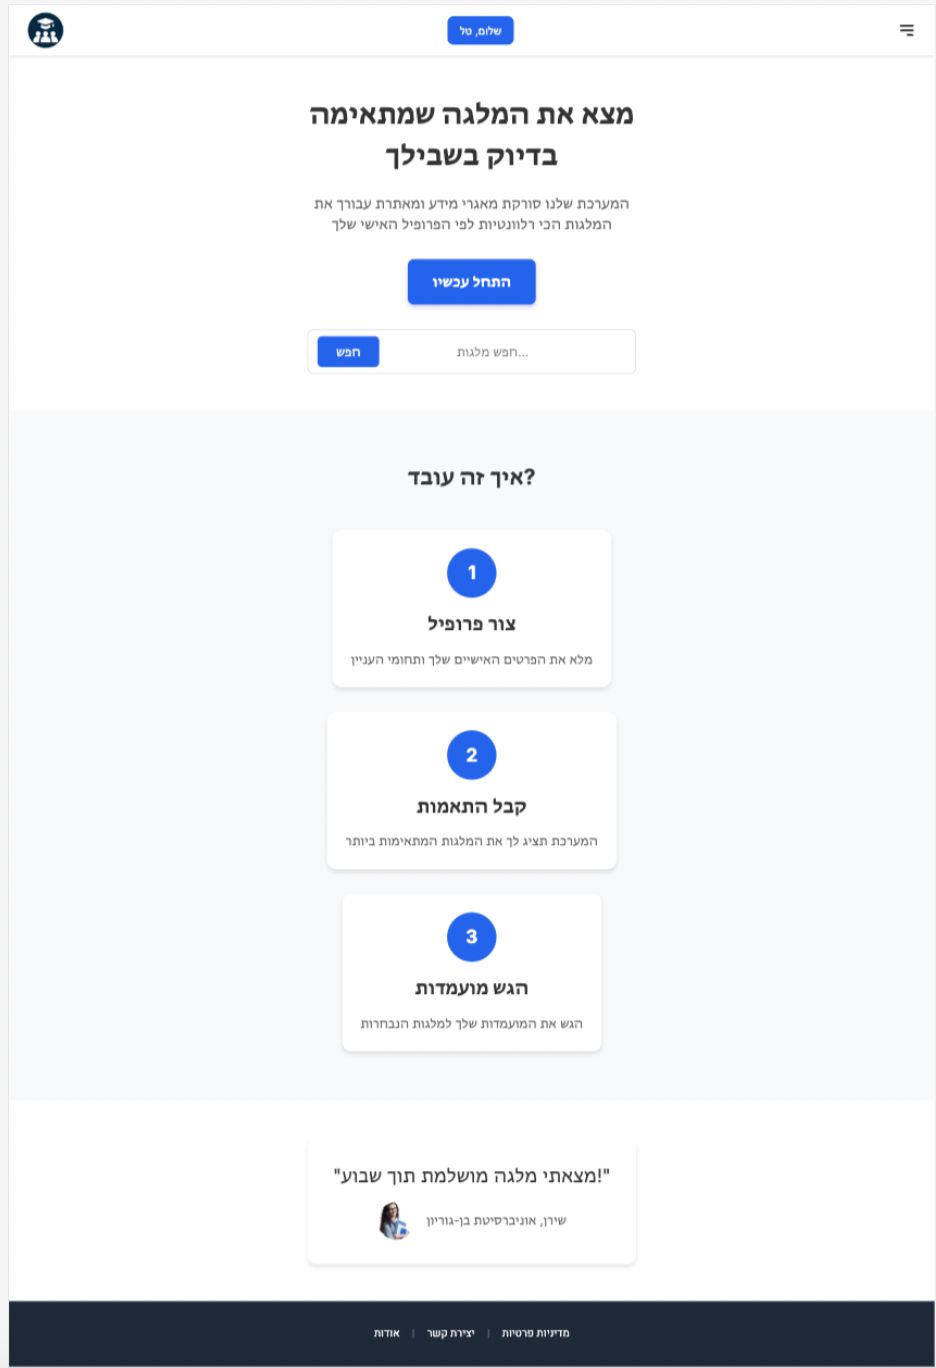 שלום, טל
מצא את המלגה שמתאימה
בדיוק בשבילך
המערכת שלנו סורקת מאגרי מידע ומאתרת עבורך את
המלגות הכי רלוונטיות לפי הפרופיל האישי שלך
התחל עכשיו
חפש מלגות...
חפש
איך זה עובד?
1
צור פרופיל
מלא את הפרטים האישיים שלך ותחומי העניין
2
קבל התאמות
המערכת תציג לך את המלגות המתאימות ביותר
3
הגש מועמדות
הגש את המועמדות שלך למלגות הנבחרות
"מצאתי מלגה מושלמת תוך שבוע!"
שירן, אוניברסיטת בן-גוריון
מדיניות פרטיות | יצירת קשר | אודות